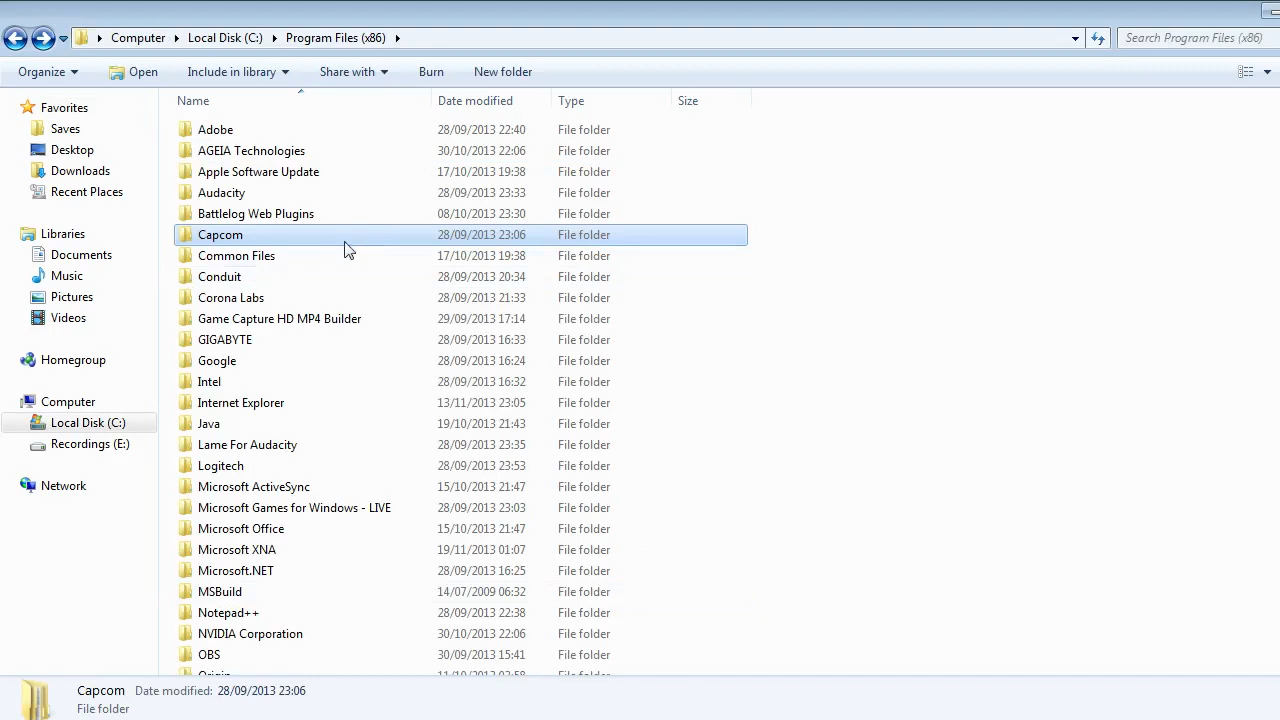 Computer Local Disk (C:) Program Files (x86) Search Program Files (x86)
Organize Open Include in library Share with Burn New folder
Name Date modified Type Size
Favorites
Saves
Desktop
Downloads
Recent Places
Libraries
Documents
Music
Pictures
Videos
Homegroup
Computer
Local Disk (C:)
Recordings (E:)
Network
Adobe 28/09/2013 22:40 File folder
AGEIA Technologies 30/10/2013 22:06 File folder
Apple Software Update 17/10/2013 19:38 File folder
Audacity 28/09/2013 23:33 File folder
Battlelog Web Plugins 08/10/2013 23:30 File folder
Capcom 28/09/2013 23:06 File folder
Common Files 17/10/2013 19:38 File folder
Conduit 28/09/2013 20:34 File folder
Corona Labs 28/09/2013 21:33 File folder
Game Capture HD MP4 Builder 29/09/2013 17:14 File folder
GIGABYTE 28/09/2013 16:33 File folder
Google 28/09/2013 16:24 File folder
Intel 28/09/2013 16:32 File folder
Internet Explorer 13/11/2013 23:05 File folder
Java 19/10/2013 21:43 File folder
Lame For Audacity 28/09/2013 23:35 File folder
Logitech 28/09/2013 23:53 File folder
Microsoft ActiveSync 15/10/2013 21:47 File folder
Microsoft Games for Windows - LIVE 28/09/2013 23:03 File folder
Microsoft Office 15/10/2013 21:47 File folder
Microsoft XNA 19/11/2013 01:07 File folder
Microsoft.NET 28/09/2013 16:25 File folder
MSBuild 14/07/2009 06:32 File folder
Notepad++ 28/09/2013 22:38 File folder
NVIDIA Corporation 30/10/2013 22:06 File folder
OBS 30/09/2013 15:41 File folder
Capcom Date modified: 28/09/2013 23:06
File folder